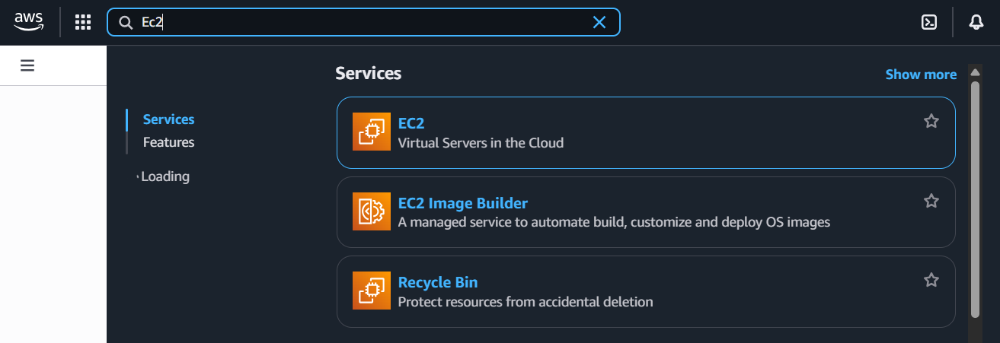 aws
Ec2
Services
Show more
Services
Features
Loading
EC2
Virtual Servers in the Cloud
EC2 Image Builder
A managed service to automate build, customize and deploy OS images
Recycle Bin
Protect resources from accidental deletion